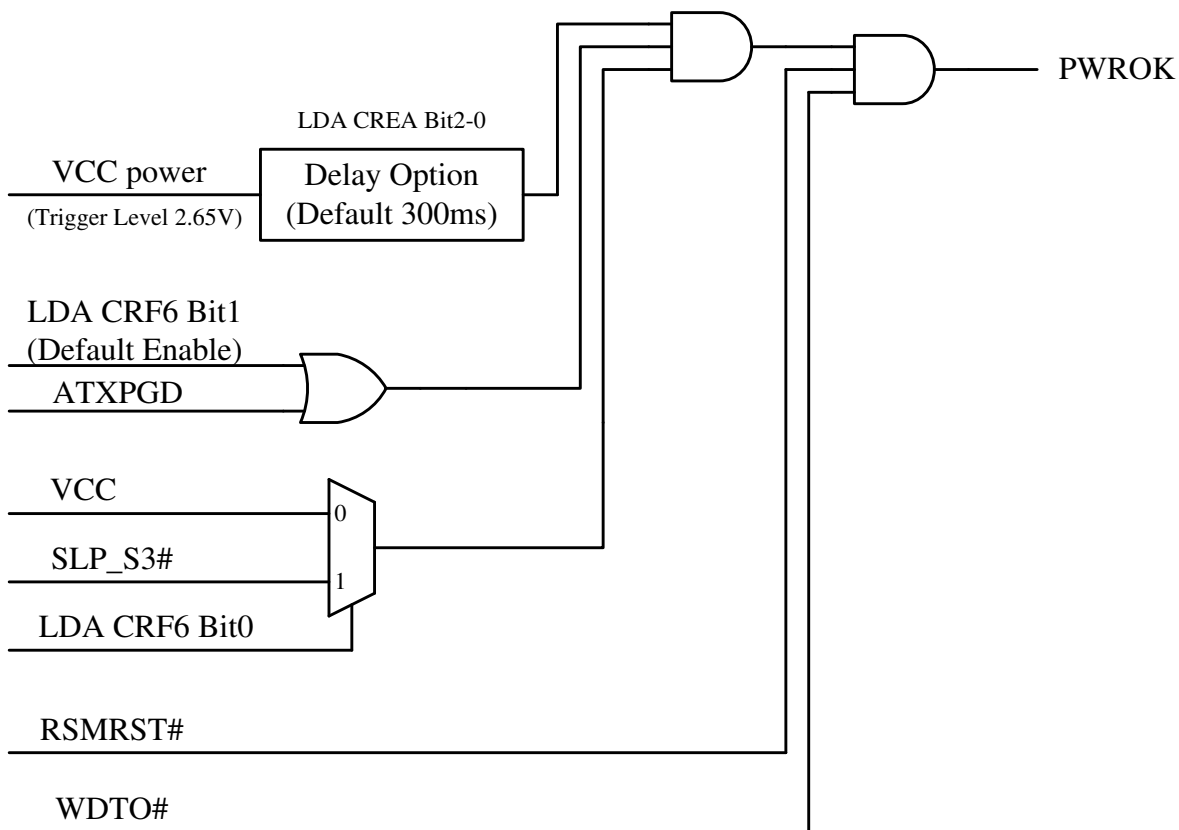 PWROK
LDA CREA Bit2-0
VCC power
(Trigger Level 2.65V)
Delay Option
(Default 300ms)
LDA CRF6 Bit1
(Default Enable)
ATXPGD
VCC
0
SLP_S3#
1
LDA CRF6 Bit0
RSMRST#
WDTO#